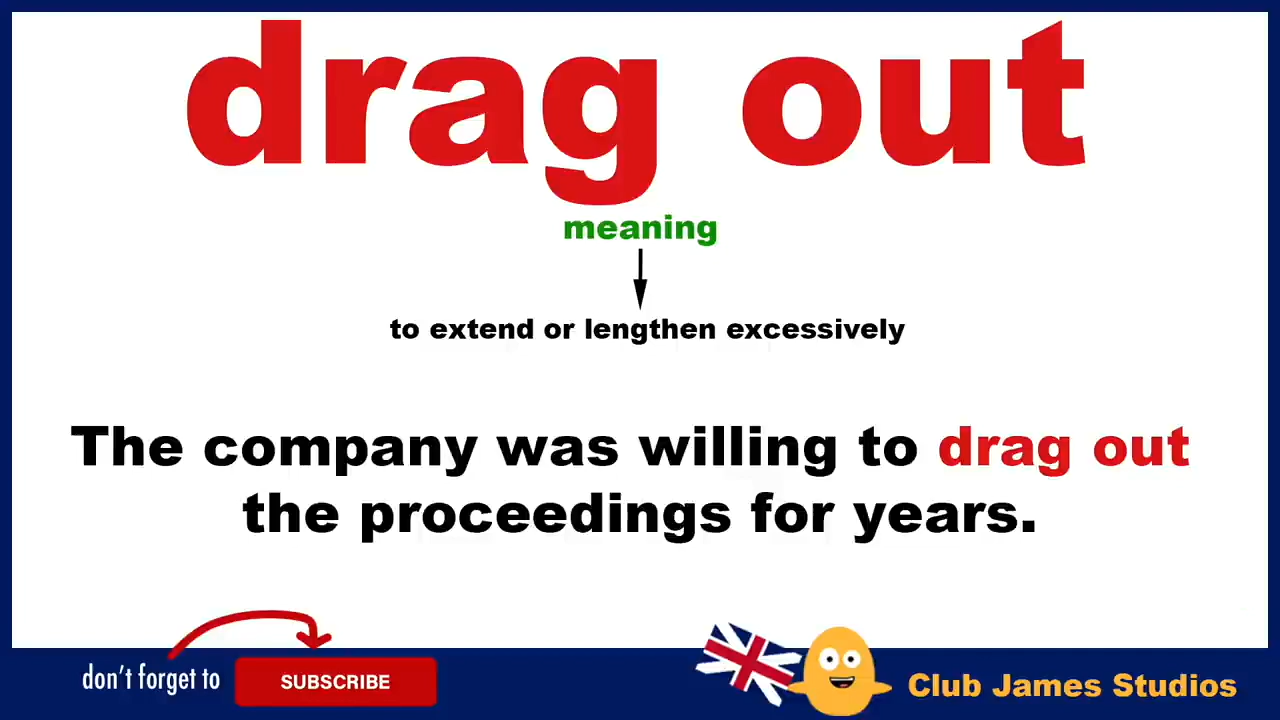 drag out
meaning
to extend or lengthen excessively
The company was willing to drag out
the proceedings for years.
don't forget to
SUBSCRIBE
Club James Studios